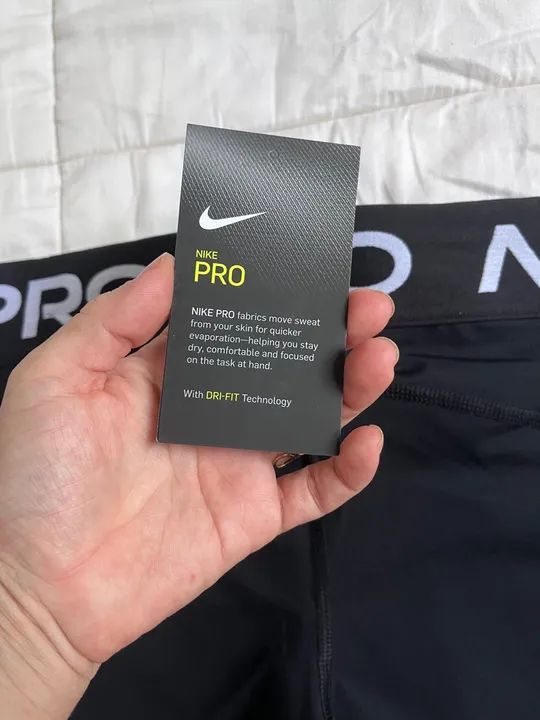 NIKE
PRO
NIKE PRO fabrics move sweat
from your skin for quicker
evaporation—helping you stay
dry, comfortable and focused
on the task at hand.
With DRI-FIT Technology
PRO
O N